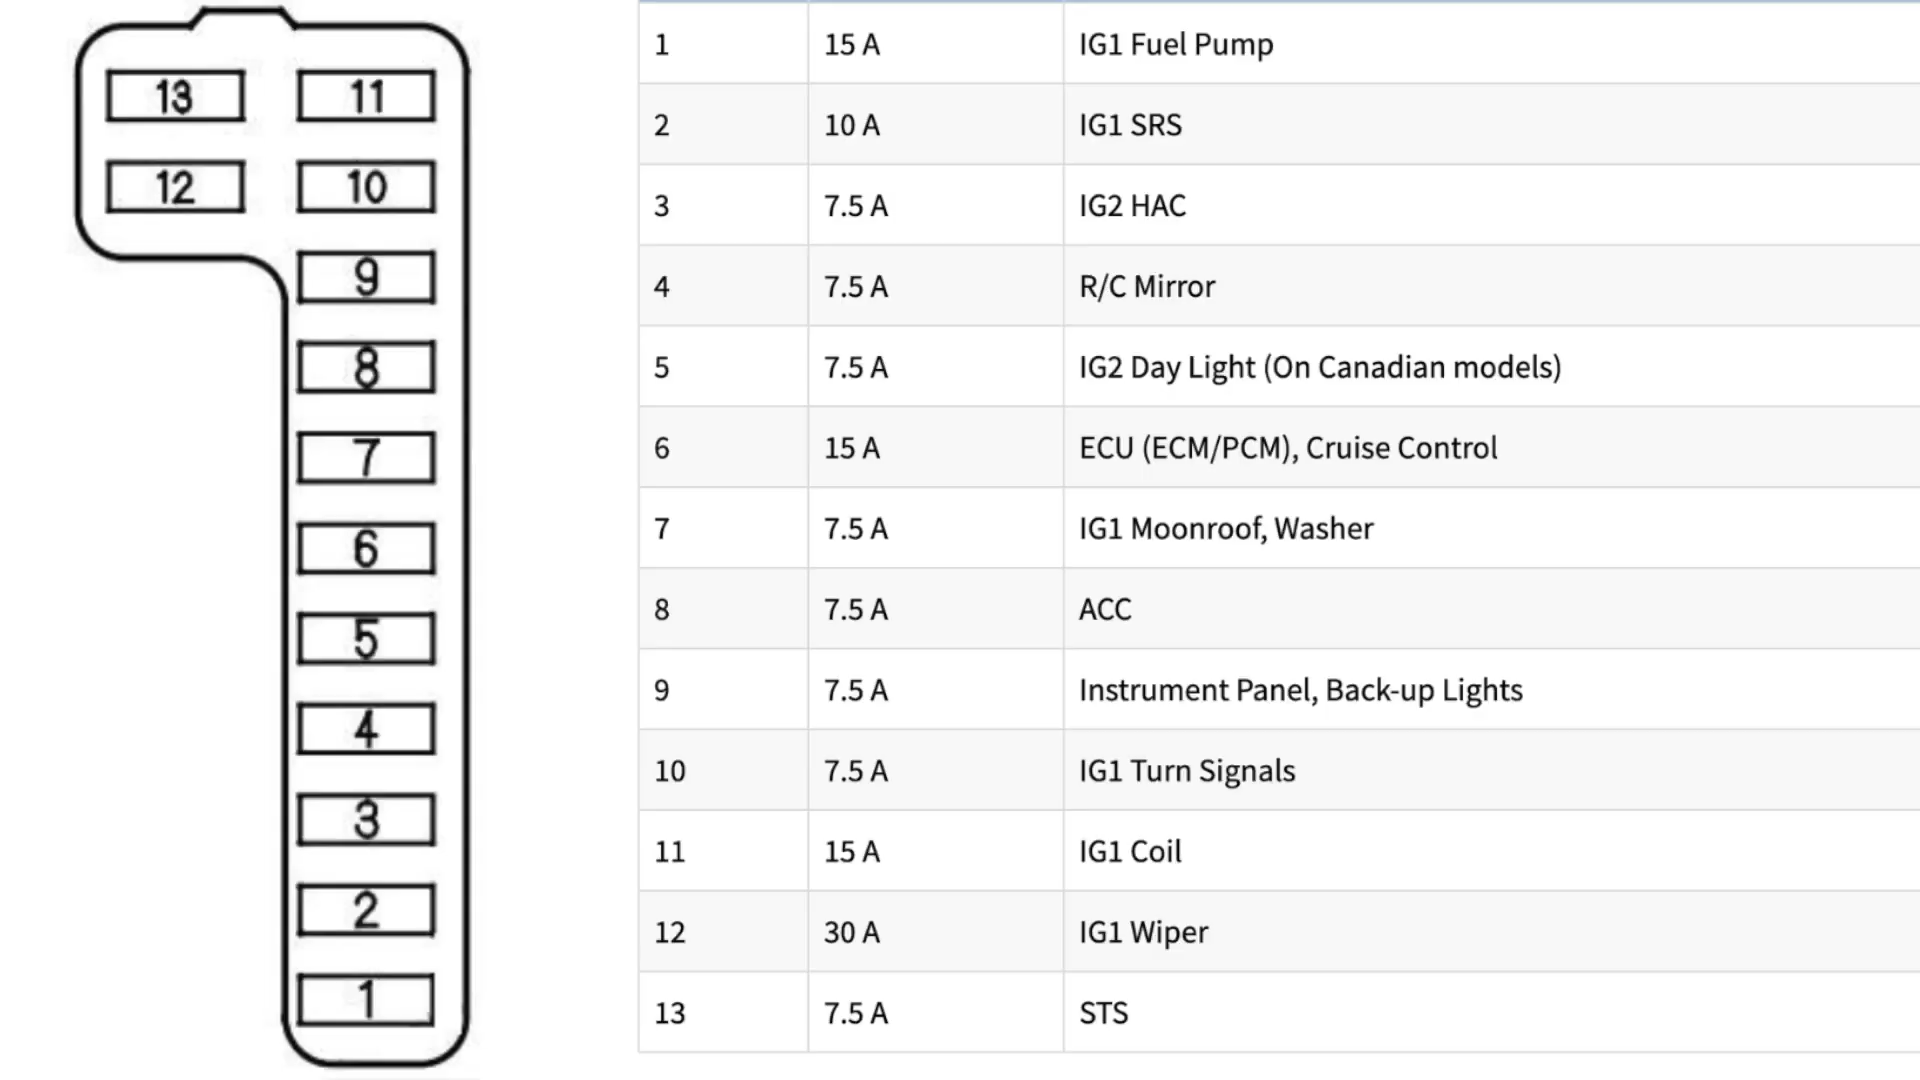 13 11
12 10
9
8
7
6
5
4
3
2
1
1 15 A IG1 Fuel Pump
2 10 A IG1 SRS
3 7.5 A IG2 HAC
4 7.5 A R/C Mirror
5 7.5 A IG2 Day Light (On Canadian models)
6 15 A ECU (ECM/PCM), Cruise Control
7 7.5 A IG1 Moonroof, Washer
8 7.5 A ACC
9 7.5 A Instrument Panel, Back-up Lights
10 7.5 A IG1 Turn Signals
11 15 A IG1 Coil
12 30 A IG1 Wiper
13 7.5 A STS